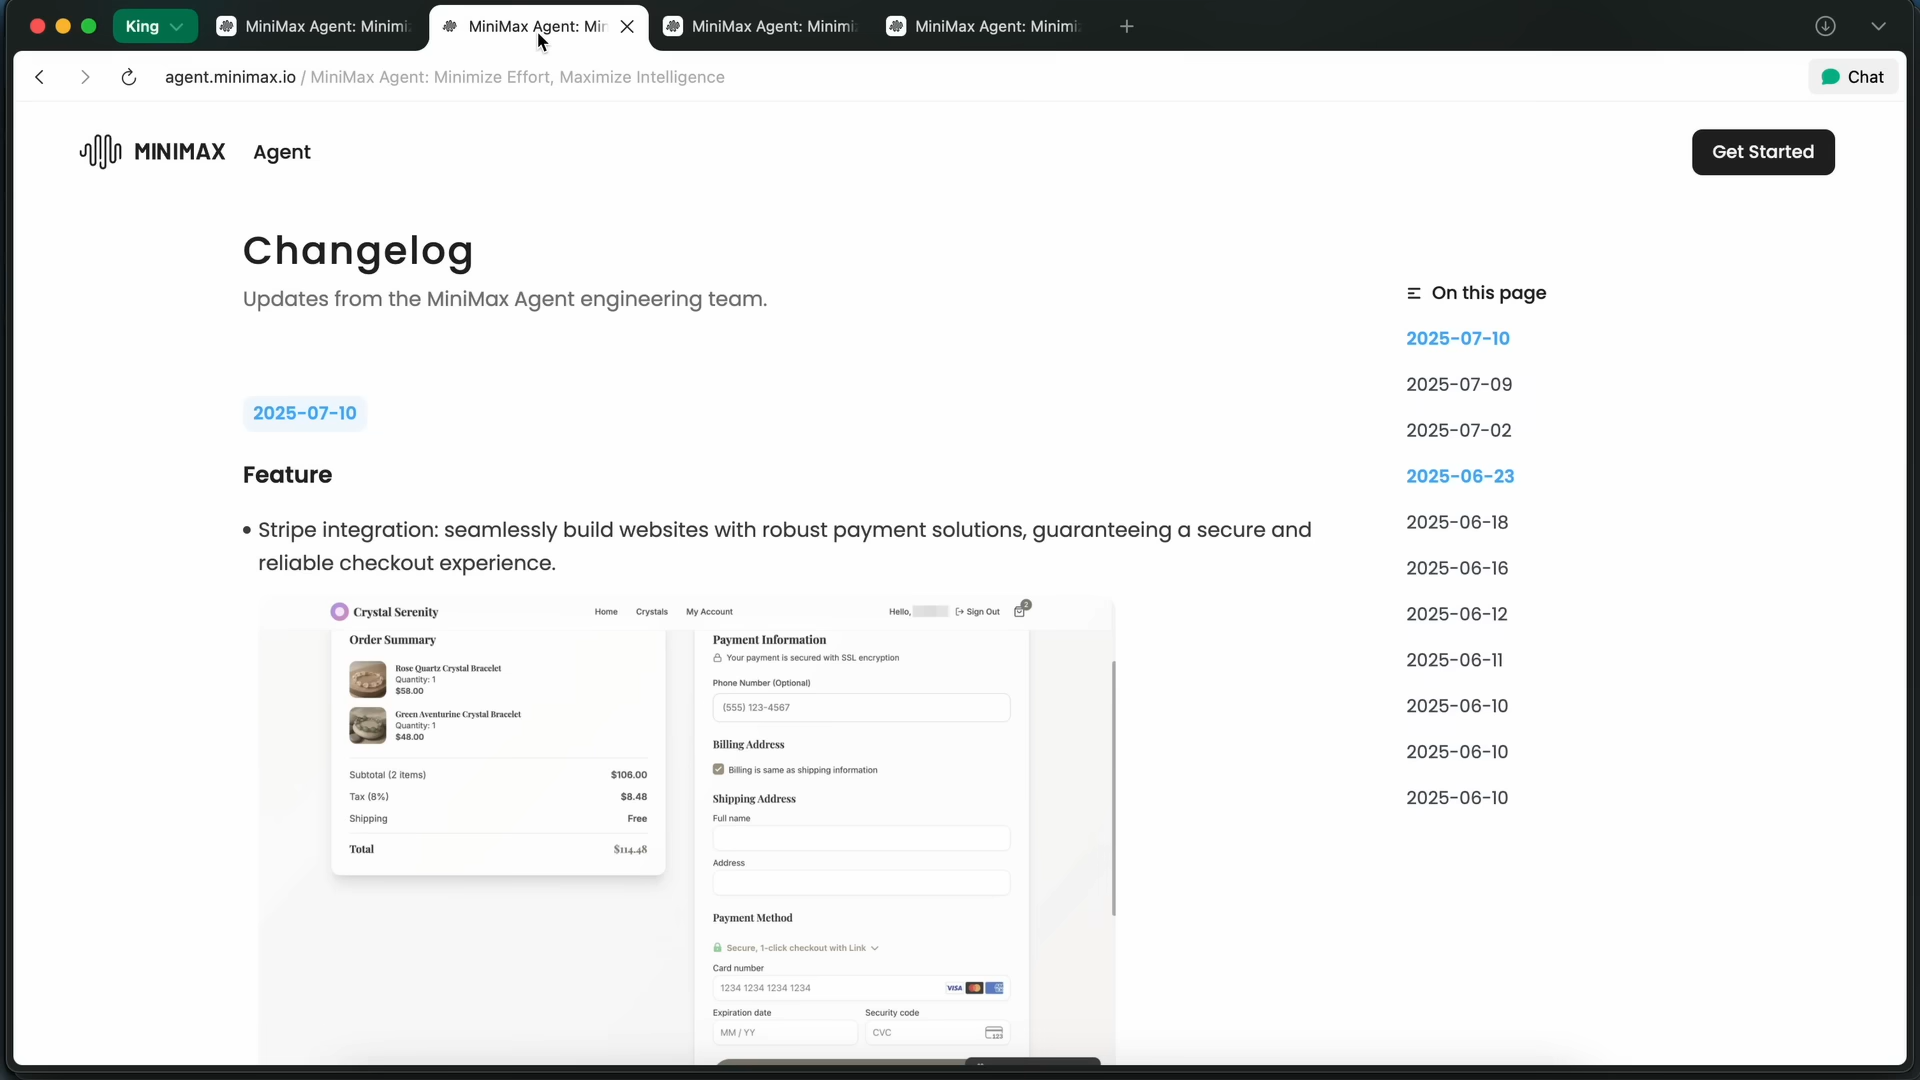 King
MiniMax Agent: Minimi
MiniMax Agent: Min
MiniMax Agent: Minimi
MiniMax Agent: Minimi
agent.minimax.io / MiniMax Agent: Minimize Effort, Maximize Intelligence
Chat
MINIMAX Agent
Get Started
Changelog
Updates from the MiniMax Agent engineering team.
2025-07-10
Feature
• Stripe integration: seamlessly build websites with robust payment solutions, guaranteeing a secure and
reliable checkout experience.
Crystal Serenity
Home
Crystals
My Account
Hello,
Sign Out
2
Order Summary
Rose Quartz Crystal Bracelet
Quantity: 1
$58.00
Green Aventurine Crystal Bracelet
Quantity: 1
$48.00
Subtotal (2 items) $106.00
Tax (8%) $8.48
Shipping Free
Total $114.48
Payment Information
Your payment is secured with SSL encryption
Phone Number (Optional)
(555) 123-4567
Billing Address
Billing is same as shipping information
Shipping Address
Full name
Address
Payment Method
Secure, 1-click checkout with Link
Card number
1234 1234 1234 1234
VISA
Expiration date
Security code
MM / YY
CVC
On this page
2025-07-10
2025-07-09
2025-07-02
2025-06-23
2025-06-18
2025-06-16
2025-06-12
2025-06-11
2025-06-10
2025-06-10
2025-06-10